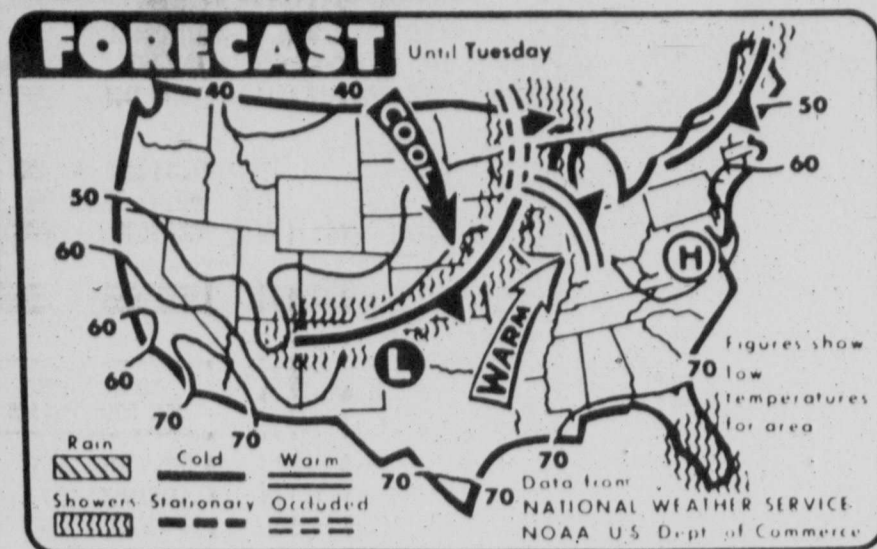 FORECAST
Until Tuesday
40 40
COOL
50
60
50
60
60
60
H
L
WARM
70
70
70
70
70
70
Figures show
low
temperatures
for area
Rain
Cold Warm
Showers Stationary Occluded
Data from
NATIONAL WEATHER SERVICE
NOAA U S Dept of Commerce